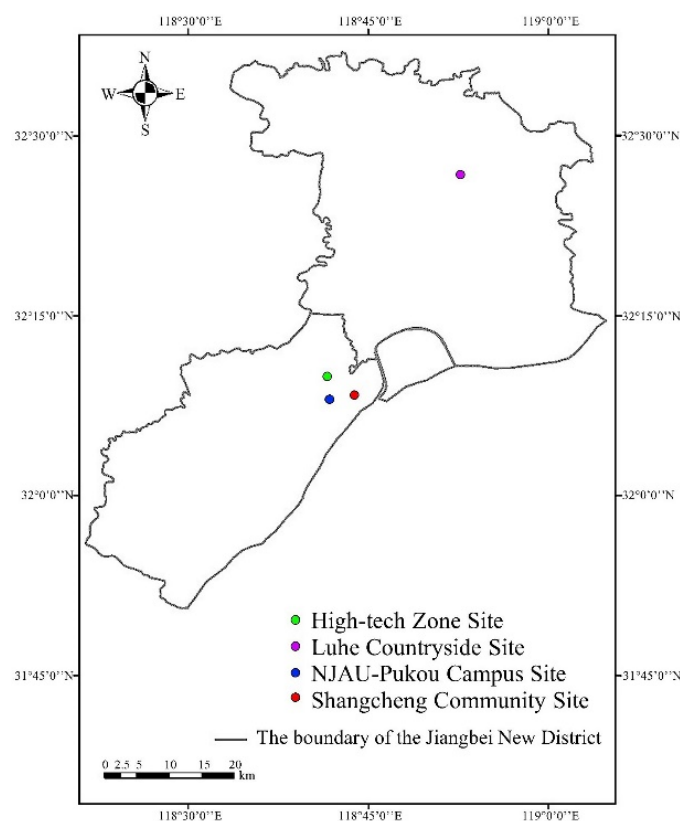 118°30'0''E 118°45'0''E 119°0'0''E
N
W E
S
32°30'0''N 32°30'0''N
32°15'0''N 32°15'0''N
32°0'0''N 32°0'0''N
High-tech Zone Site
Luhe Countryside Site
31°45'0''N NJAU-Pukou Campus Site 31°45'0''N
Shangcheng Community Site
The boundary of the Jiangbei New District
0 2.5 5 10 15 20
km
118°30'0''E 118°45'0''E 119°0'0''E